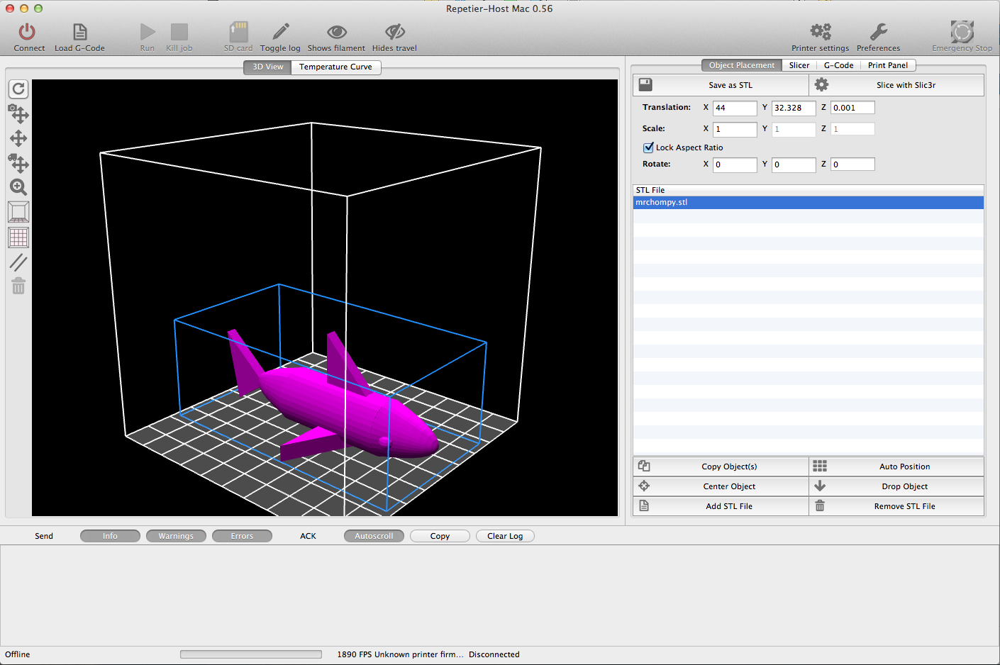 Repetier-Host Mac 0.56
Connect Load G-Code Run Kill job SD card Toggle log Shows filament Hides travel Printer settings Preferences Emergency Stop
3D View Temperature Curve
Object Placement Slicer G-Code Print Panel
Save as STL Slice with Slic3r
Translation: X 44 Y 32.328 Z 0.001
Scale: X 1 Y 1 Z 1
Lock Aspect Ratio
Rotate: X 0 Y 0 Z 0
STL File
mrchompy.stl
Copy Object(s) Auto Position
Center Object Drop Object
Add STL File Remove STL File
Send Info Warnings Errors ACK Autoscroll Copy Clear Log
Offline 1890 FPS Unknown printer firm... Disconnected